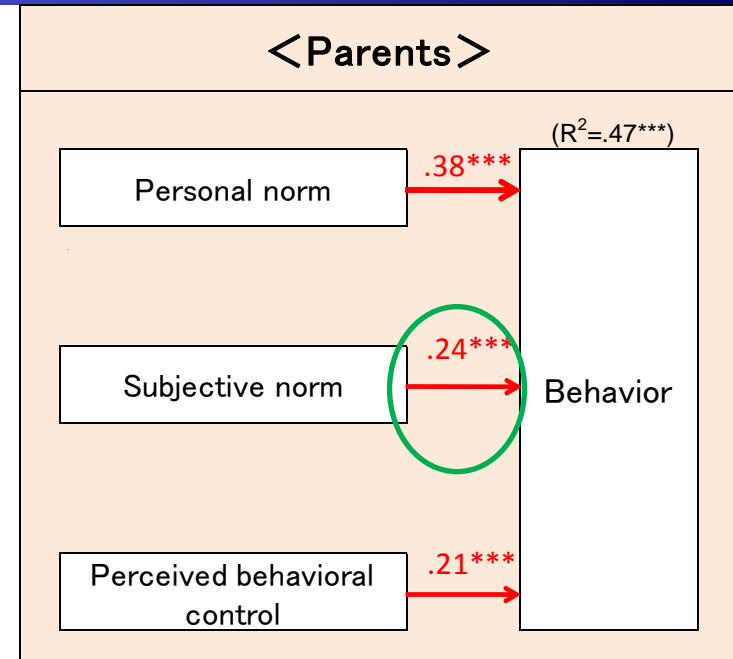 ＜Parents＞
(R²=.47***)
.38***
Personal norm
.24***
Subjective norm
Behavior
.21***
Perceived behavioral
control